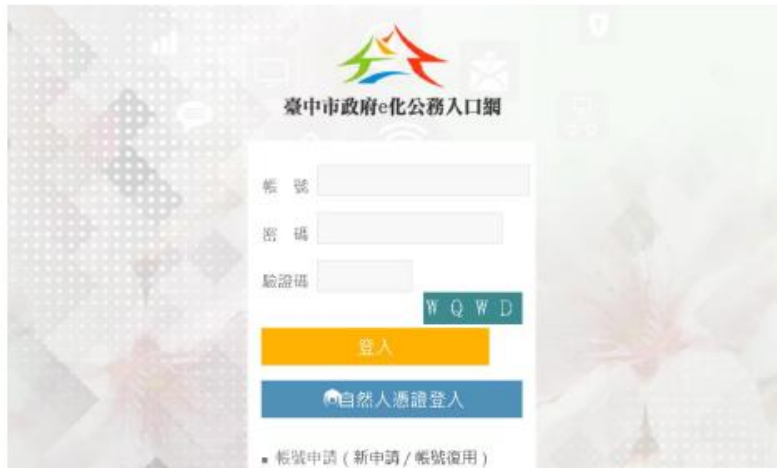 臺中市政府e化公務入口網
帳 號
密 碼
驗證碼
W Q W D
登入
自然人憑證登入
▪ 帳號申請 ( 新申請 / 帳號復用 )